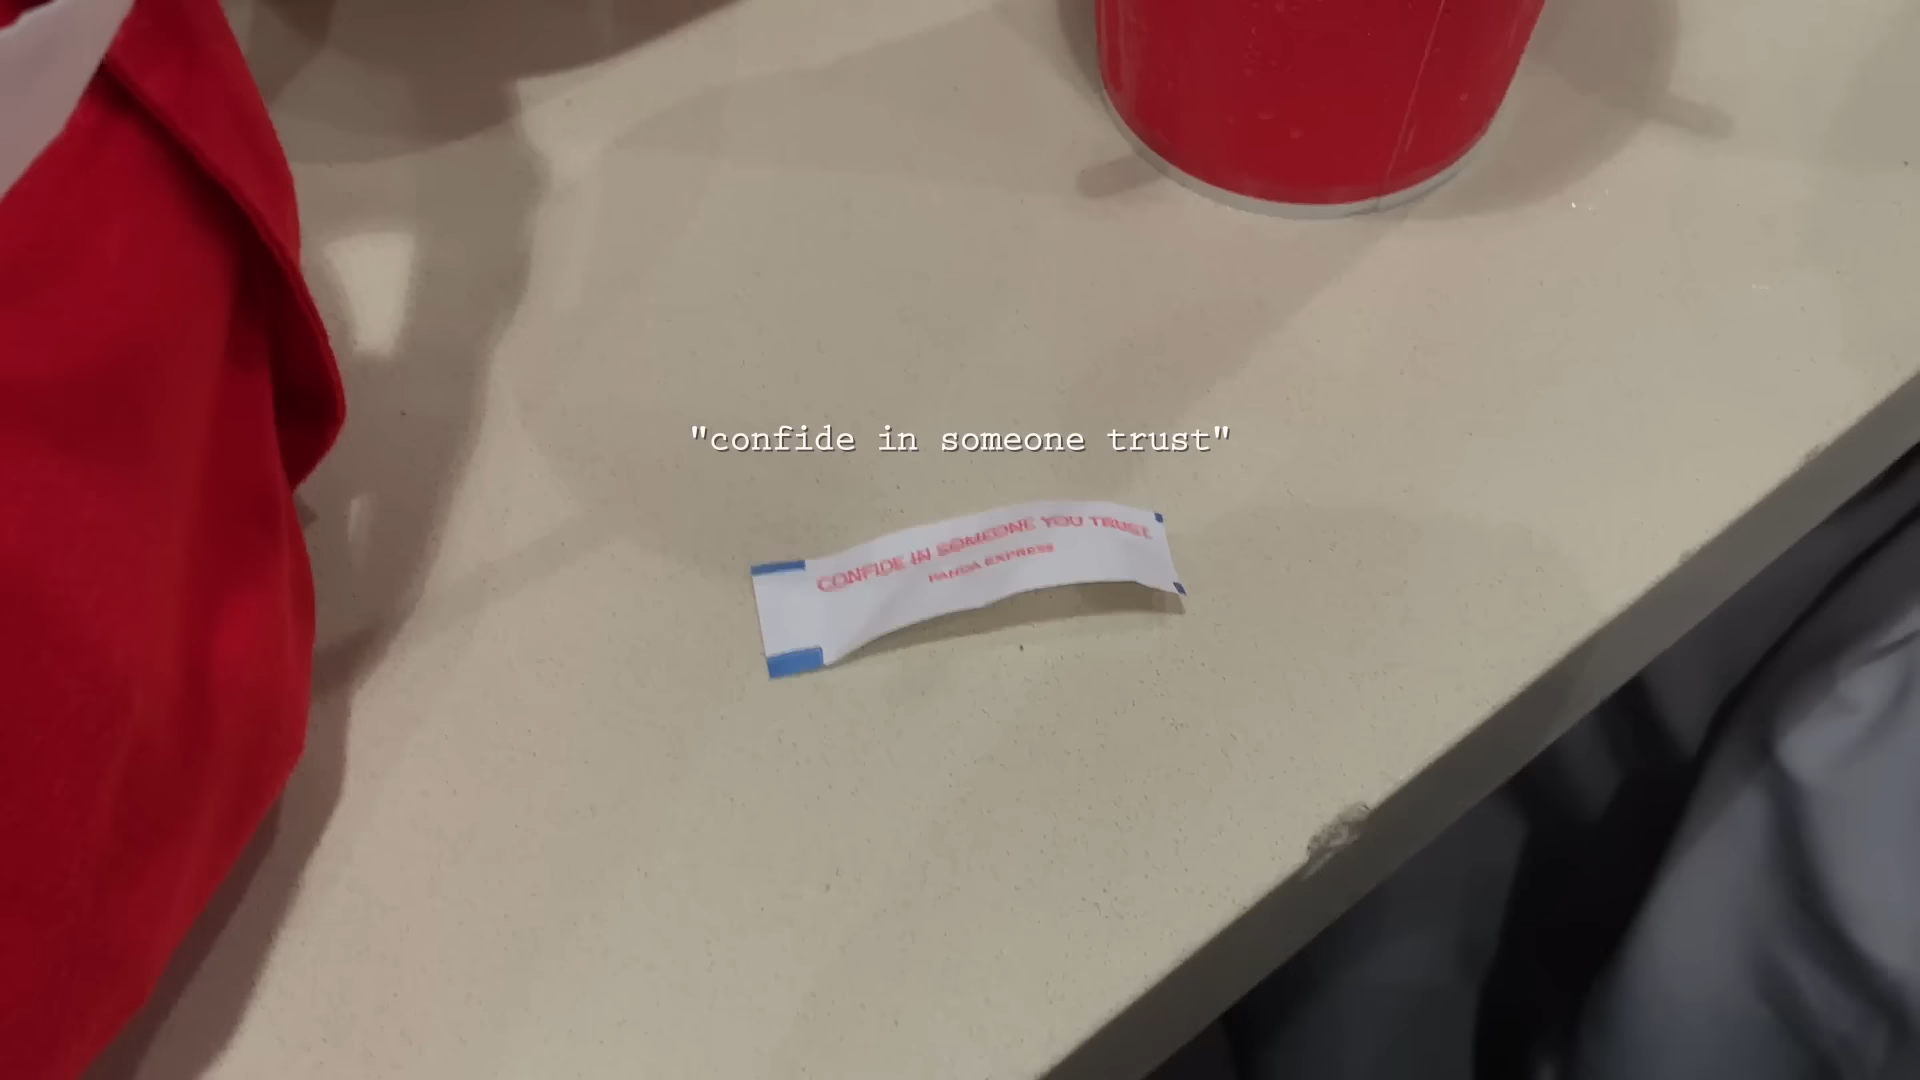 "confide in someone trust"
CONFIDE IN SOMEONE YOU TRUST
PANDA EXPRESS